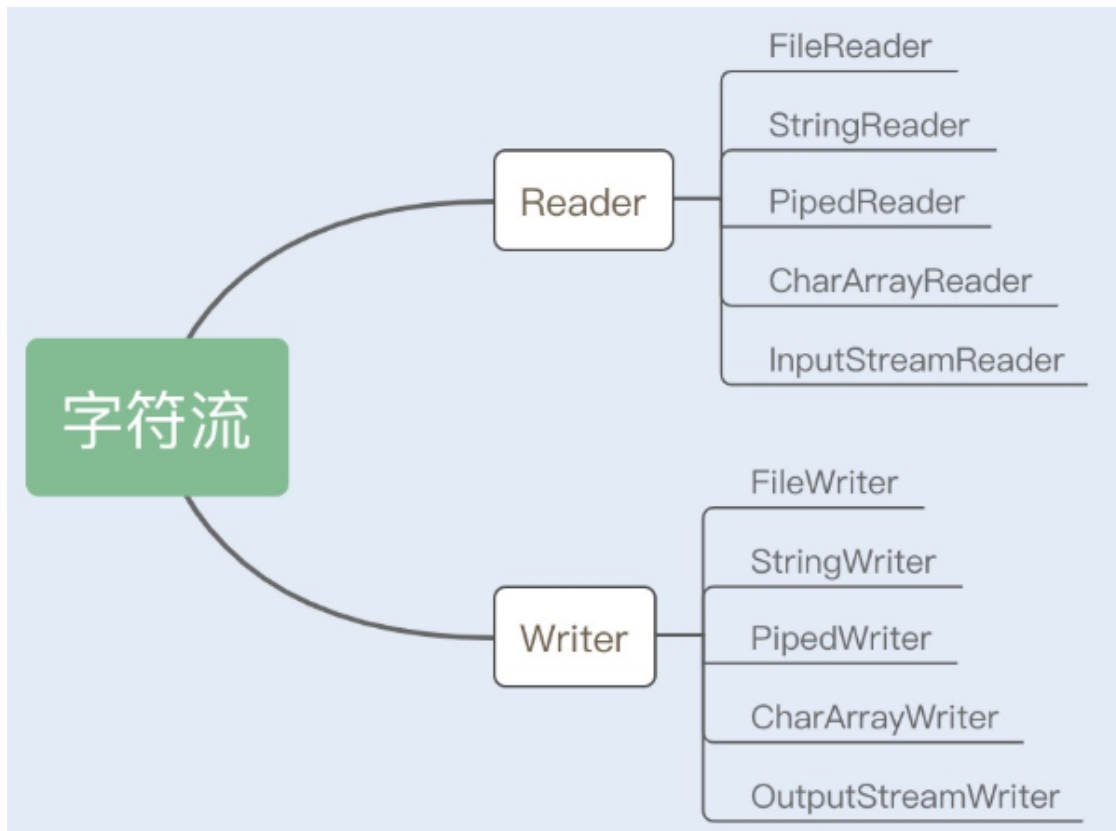 字符流
Reader
FileReader
StringReader
PipedReader
CharArrayReader
InputStreamReader
Writer
FileWriter
StringWriter
PipedWriter
CharArrayWriter
OutputStreamWriter